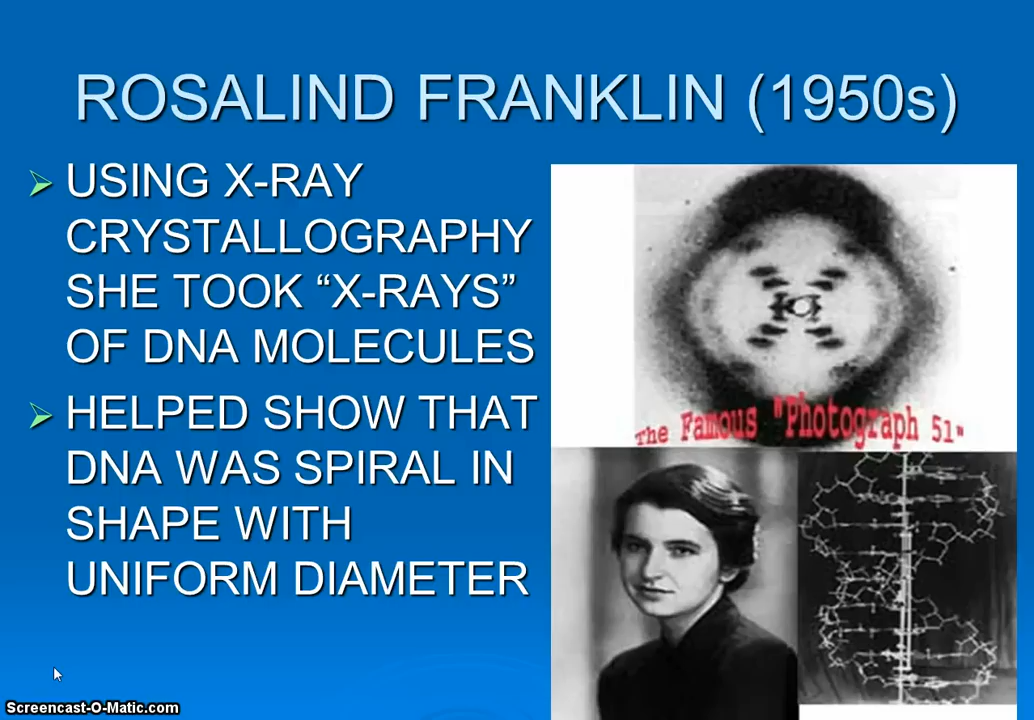 ROSALIND FRANKLIN (1950s)
USING X-RAY
CRYSTALLOGRAPHY
SHE TOOK “X-RAYS”
OF DNA MOLECULES
HELPED SHOW THAT
DNA WAS SPIRAL IN
SHAPE WITH
UNIFORM DIAMETER
The Famous "Photograph 51"
Screencast-O-Matic.com